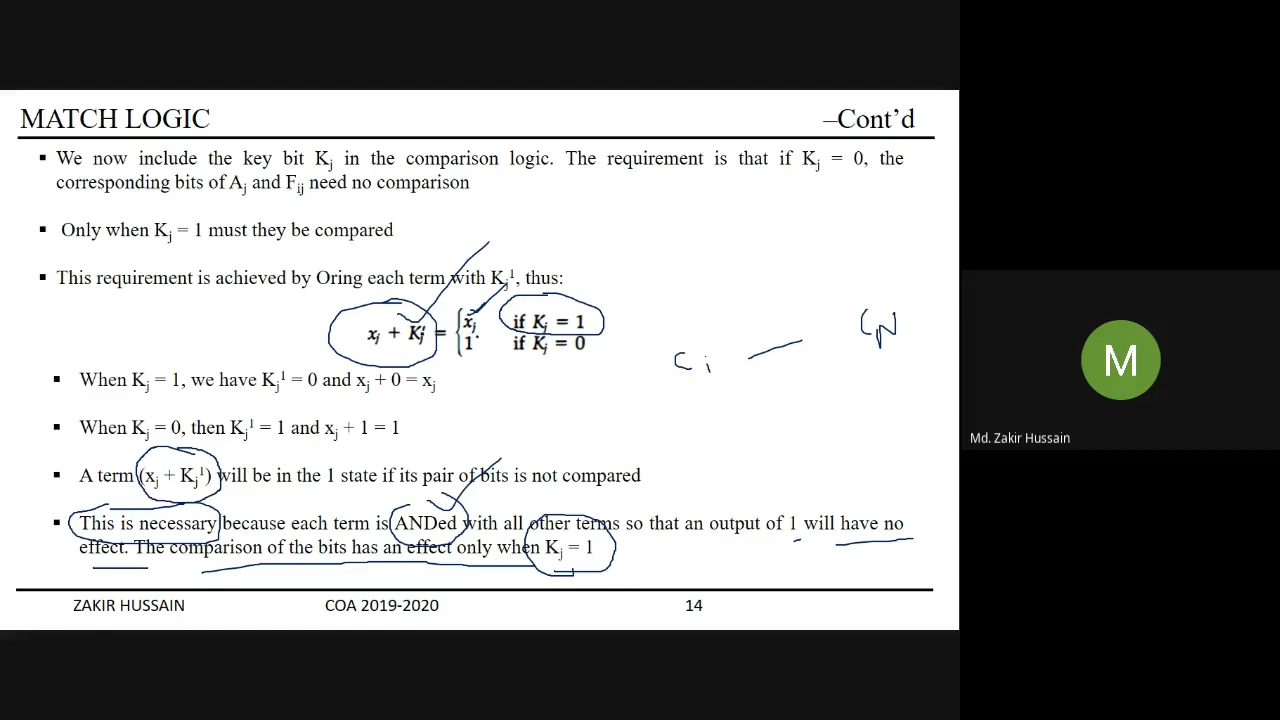 MATCH LOGIC –Cont'd
▪ We now include the key bit Kj in the comparison logic. The requirement is that if Kj = 0, the
corresponding bits of Aj and Fij need no comparison
▪ Only when Kj = 1 must they be compared
▪ This requirement is achieved by Oring each term with Kj¹, thus:
xj + Kj' = { xj if Kj = 1
1. if Kj = 0
▪ When Kj = 1, we have Kj¹ = 0 and xj + 0 = xj
▪ When Kj = 0, then Kj¹ = 1 and xj + 1 = 1
▪ A term (xj + Kj¹) will be in the 1 state if its pair of bits is not compared
▪ This is necessary because each term is ANDed with all other terms so that an output of 1 will have no
effect. The comparison of the bits has an effect only when Kj = 1
ZAKIR HUSSAIN COA 2019-2020 14
M
Md. Zakir Hussain